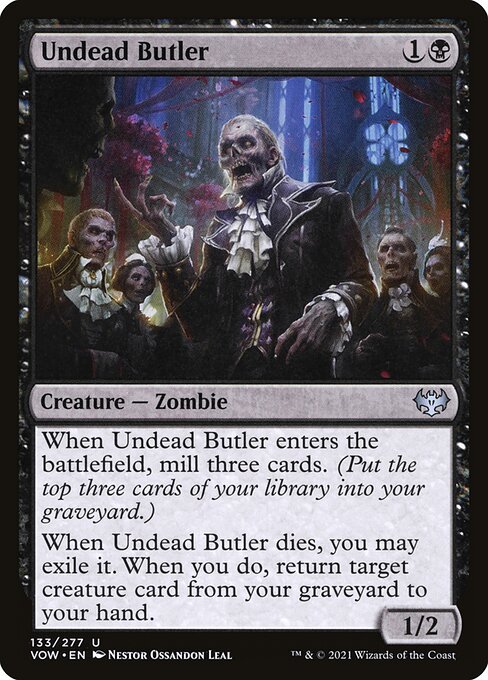 Undead Butler 1
Creature — Zombie
When Undead Butler enters the
battlefield, mill three cards. (Put the
top three cards of your library into your
graveyard.)
When Undead Butler dies, you may
exile it. When you do, return target
creature card from your graveyard to
your hand.
1/2
133/277 U
VOW • EN Nestor Ossandon Leal
™ & © 2021 Wizards of the Coast